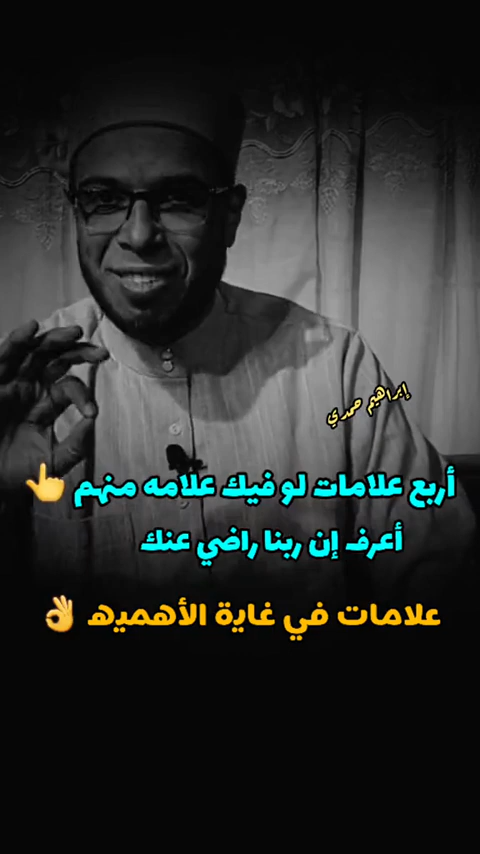 إبراهيم حمدي
أربع علامات لو فيك علامه منهم 👆
أعرف إن ربنا راضي عنك
علامات في غاية الأهميه 👌